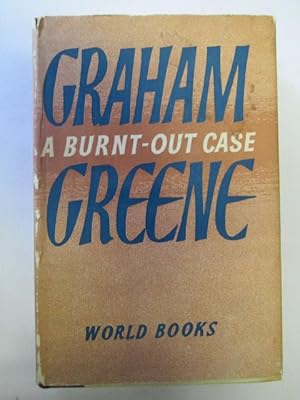 GRAHAM
A BURNT-OUT CASE
GREENE
WORLD BOOKS